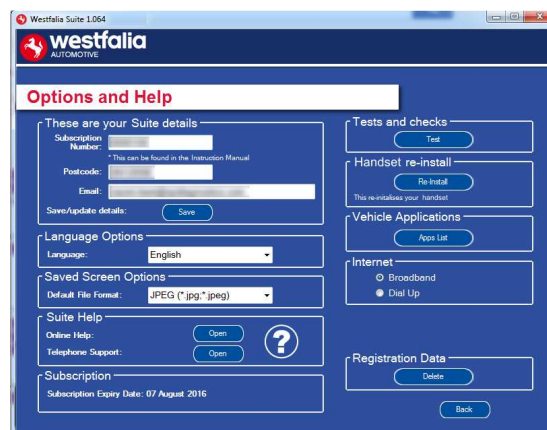 Westfalia Suite 1.064
westfalia
AUTOMOTIVE
Options and Help
These are your Suite details
Subscription Number:
* This can be found in the Instruction Manual
Postcode:
Email:
Save/update details:
Save
Language Options
Language:
English
Saved Screen Options
Default File Format:
JPEG (*.jpg;*.jpeg)
Suite Help
Online Help:
Open
Telephone Support:
Open
?
Subscription
Subscription Expiry Date: 07 August 2016
Tests and checks
Test
Handset re-install
Re-Install
This re-initalises your handset
Vehicle Applications
Apps List
Internet
Broadband
Dial Up
Registration Data
Delete
Back